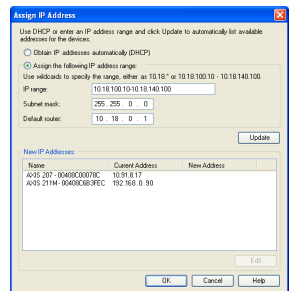 Assign IP Address
Use DHCP or enter an IP address range and click Update to automatically list available
addresses for the devices.
Obtain IP addresses automatically (DHCP)
Assign the following IP address range:
Use wildcards to specify the range, either as 10.18.* or 10.18.100.10 - 10.18.140.100.
IP range: 10.18.100.10-10.18.140.100
Subnet mask: 255 . 255 . 0 . 0
Default router: 10 . 18 . 0 . 1
Update
New IP Addresses:
Name Current Address New Address
AXIS 207 - 00408C00078C 10.91.8.17
AXIS 211M - 00408C6B3FEC 192.168.0.90
Edit
OK Cancel Help